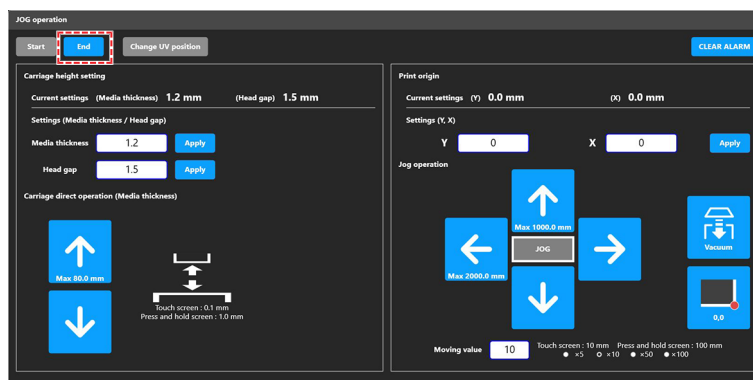 JOG operation
Start End Change UV position CLEAR ALARM
Carriage height setting
Current settings (Media thickness) 1.2 mm (Head gap) 1.5 mm
Settings (Media thickness / Head gap)
Media thickness 1.2 Apply
Head gap 1.5 Apply
Carriage direct operation (Media thickness)
Max 80.0 mm
Touch screen : 0.1 mm
Press and hold screen : 1.0 mm
Print origin
Current settings (Y) 0.0 mm (X) 0.0 mm
Settings (Y, X)
Y 0 X 0 Apply
Jog operation
Max 1000.0 mm
JOG
Max 2000.0 mm
Vacuum
0,0
Moving value 10 Touch screen : 10 mm Press and hold screen : 100 mm
×5 ×10 ×50 ×100